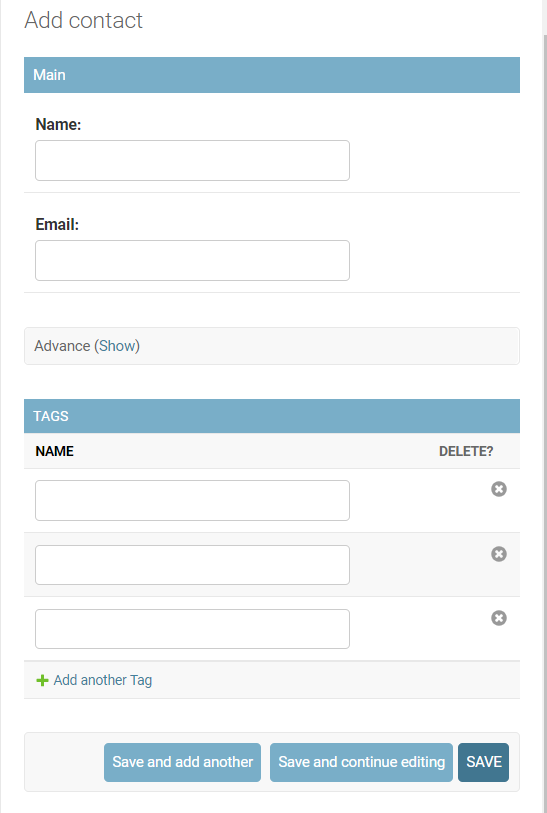 Add contact
Main
Name:
Email:
Advance (Show)
TAGS
NAME DELETE?
Add another Tag
Save and add another Save and continue editing SAVE